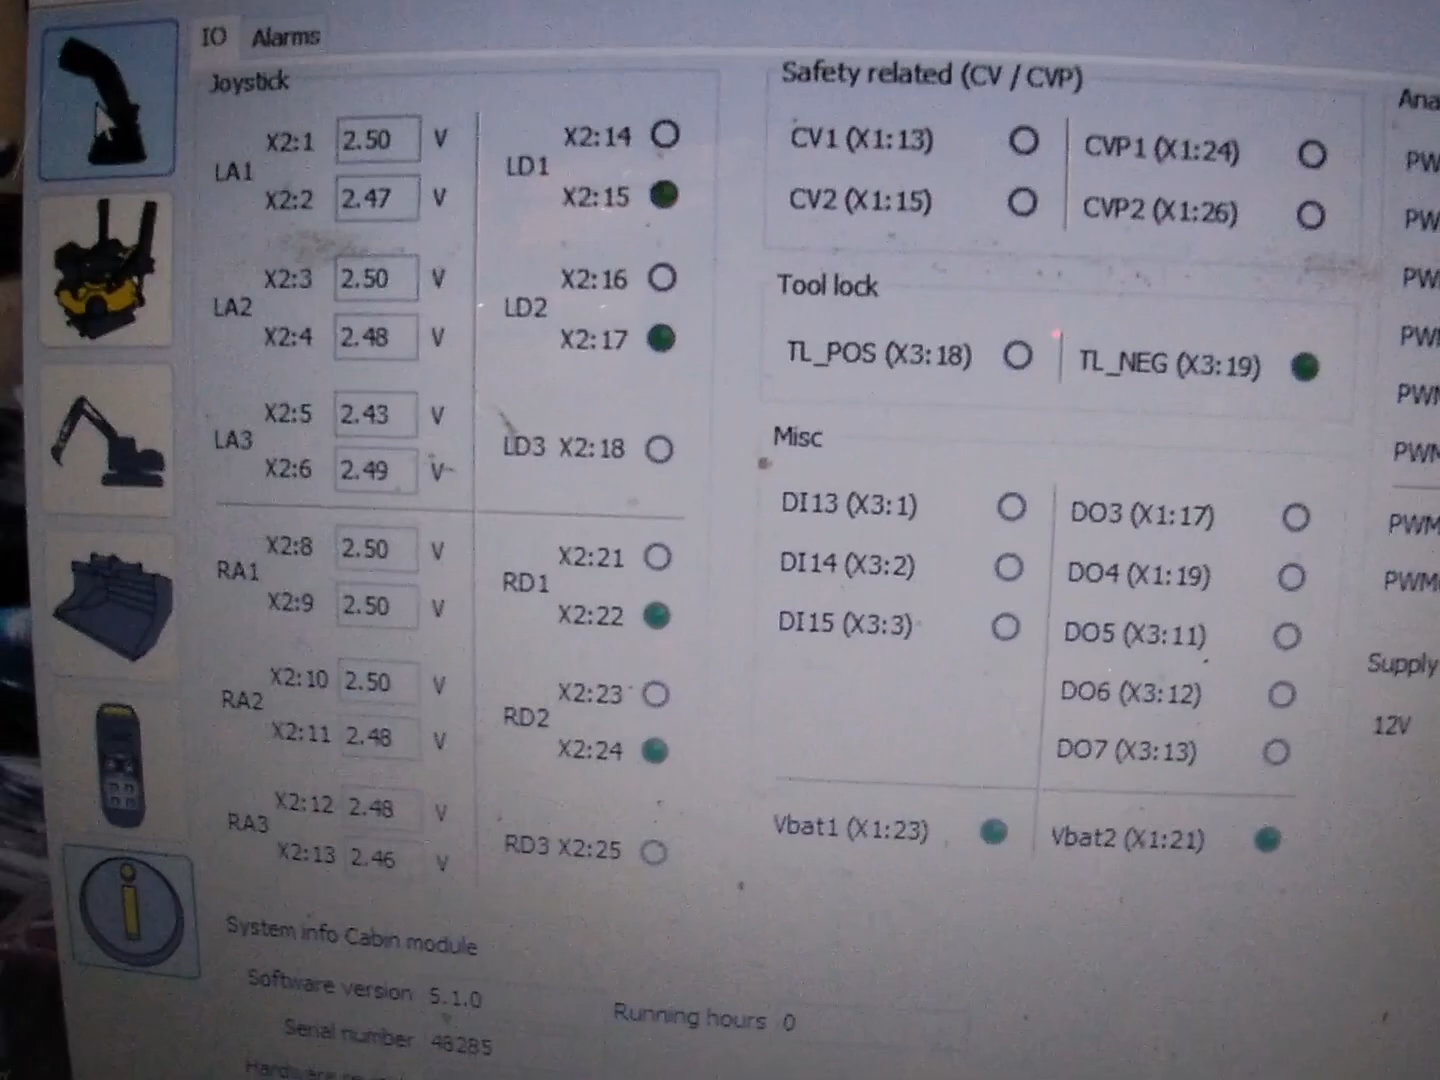 IO Alarms
Joystick
LA1
X2:1 2.50 V
X2:2 2.47 V
LA2
X2:3 2.50 V
X2:4 2.48 V
LA3
X2:5 2.43 V
X2:6 2.49 V
RA1
X2:8 2.50 V
X2:9 2.50 V
RA2
X2:10 2.50 V
X2:11 2.48 V
RA3
X2:12 2.48 V
X2:13 2.46 V
LD1
X2:14
X2:15
LD2
X2:16
X2:17
LD3 X2:18
RD1
X2:21
X2:22
RD2
X2:23
X2:24
RD3 X2:25
Safety related (CV / CVP)
CV1 (X1:13) CVP1 (X1:24)
CV2 (X1:15) CVP2 (X1:26)
Tool lock
TL_POS (X3:18) TL_NEG (X3:19)
Misc
DI13 (X3:1) DO3 (X1:17)
DI14 (X3:2) DO4 (X1:19)
DI15 (X3:3) DO5 (X3:11)
DO6 (X3:12)
DO7 (X3:13)
Vbat1 (X1:23) Vbat2 (X1:21)
Ana
PW
PW
PW
PW
PW
PW
PWM
PWM
Supply
12V
System info Cabin module
Software version 5.1.0
Running hours 0
Serial number 48285
Hardware